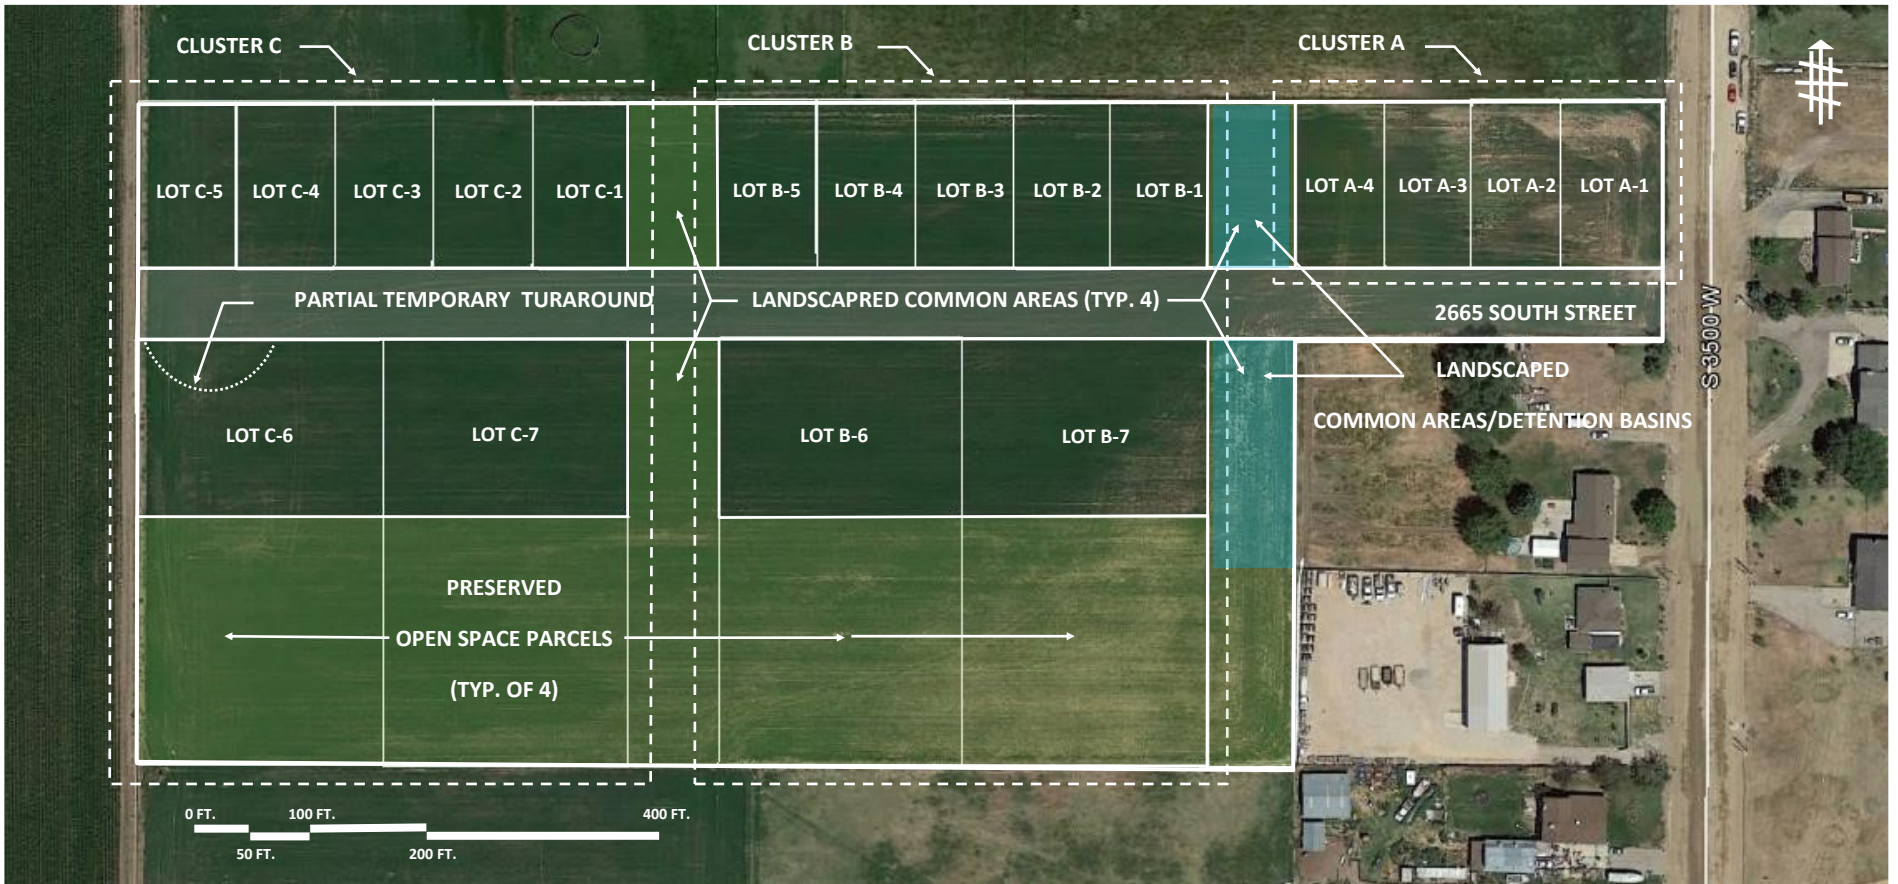 CLUSTER C
CLUSTER B
CLUSTER A
LOT C-5
LOT C-4
LOT C-3
LOT C-2
LOT C-1
LOT B-5
LOT B-4
LOT B-3
LOT B-2
LOT B-1
LOT A-4
LOT A-3
LOT A-2
LOT A-1
PARTIAL TEMPORARY TURAROUND
LANDSCAPRED COMMON AREAS (TYP. 4)
2665 SOUTH STREET
S 3500 W
LANDSCAPED
COMMON AREAS/DETENTION BASINS
LOT C-6
LOT C-7
LOT B-6
LOT B-7
PRESERVED
OPEN SPACE PARCELS
(TYP. OF 4)
0 FT.
100 FT.
400 FT.
50 FT.
200 FT.